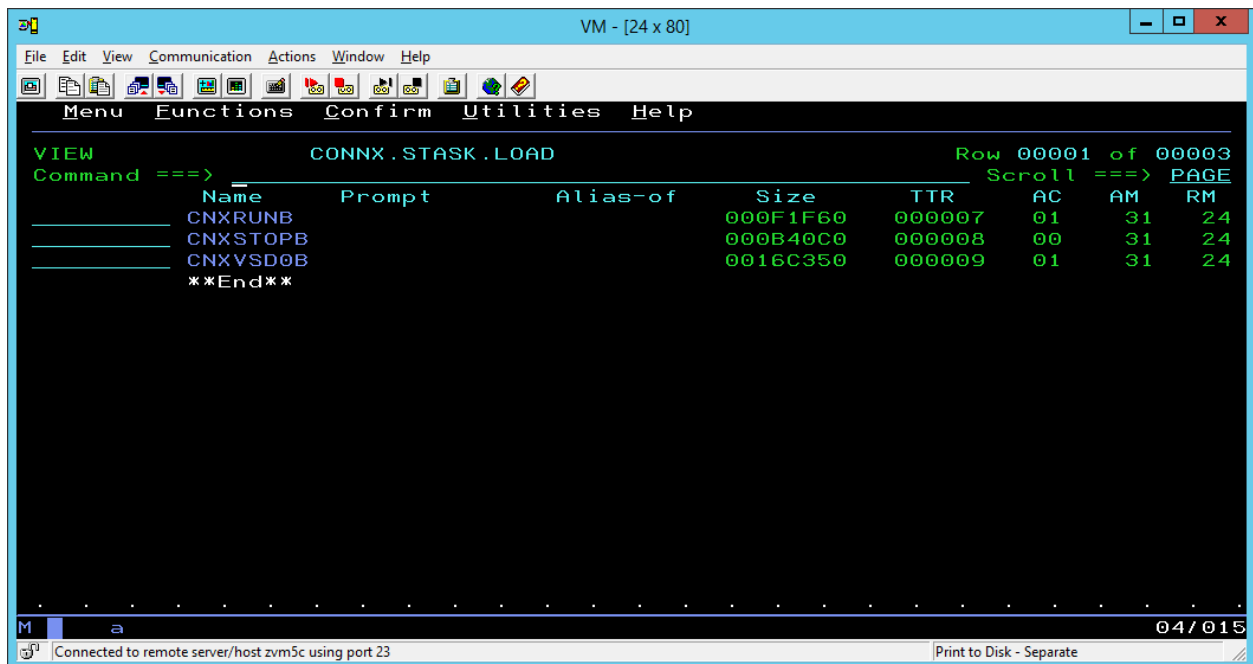 VM - [24 x 80]
File Edit View Communication Actions Window Help
Menu Functions Confirm Utilities Help
VIEW CONNX.STASK.LOAD Row 00001 of 00003
Command ===> Scroll ===> PAGE
Name Prompt Alias-of Size TTR AC AM RM
CNXRUNB 000F1F60 000007 01 31 24
CNXSTOPB 000B40C0 000008 00 31 24
CNXVSD0B 0016C350 000009 01 31 24
**End**
M a 04/015
Connected to remote server/host zvm5c using port 23 Print to Disk - Separate